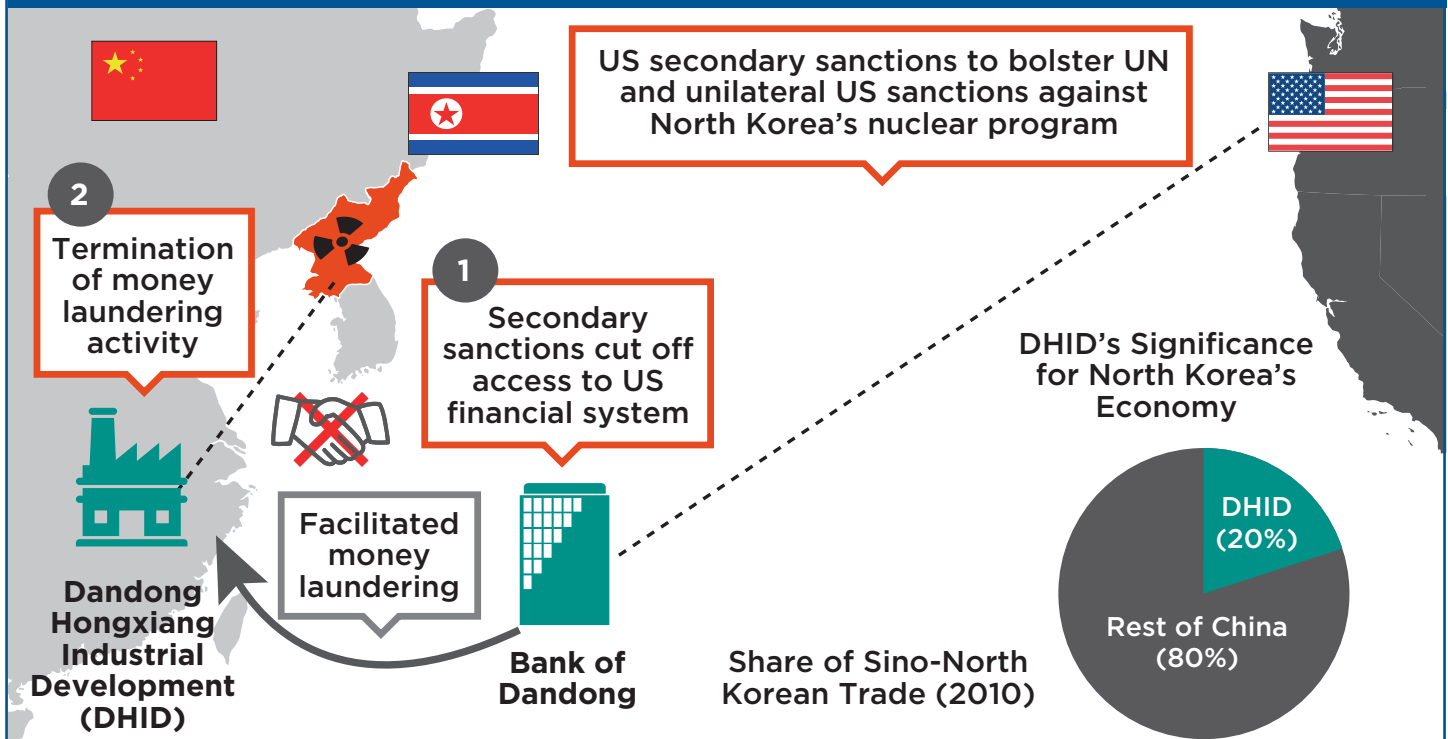 US secondary sanctions to bolster UN
and unilateral US sanctions against
North Korea's nuclear program
2
Termination
of money
laundering
activity
1
Secondary
sanctions cut off
access to US
financial system
Facilitated
money
laundering
Dandong
Hongxiang
Industrial
Development
(DHID)
Bank of
Dandong
DHID's Significance
for North Korea's
Economy
DHID
(20%)
Rest of China
(80%)
Share of Sino-North
Korean Trade (2010)